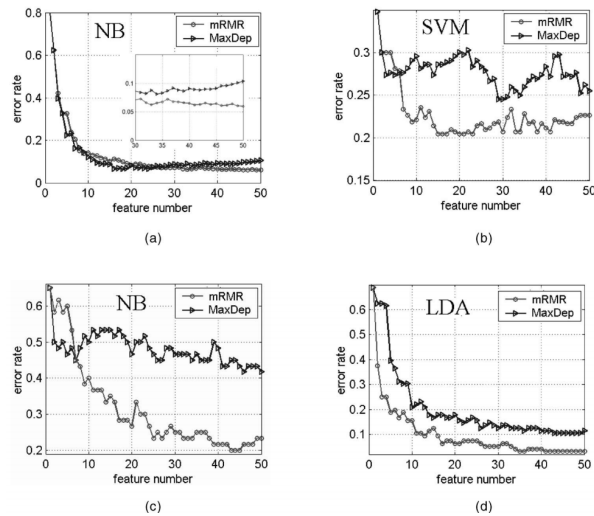 NB
mRMR
MaxDep
error rate
0.8
0.6
0.4
0.2
0
0.1
0.05
0
30 35 40 45 50
0 10 20 30 40 50
feature number
(a)
SVM
mRMR
MaxDep
error rate
0.3
0.25
0.2
0.15
0 10 20 30 40 50
feature number
(b)
NB
mRMR
MaxDep
error rate
0.6
0.5
0.4
0.3
0.2
0 10 20 30 40 50
feature number
(c)
LDA
mRMR
MaxDep
error rate
0.6
0.5
0.4
0.3
0.2
0.1
0 10 20 30 40 50
feature number
(d)